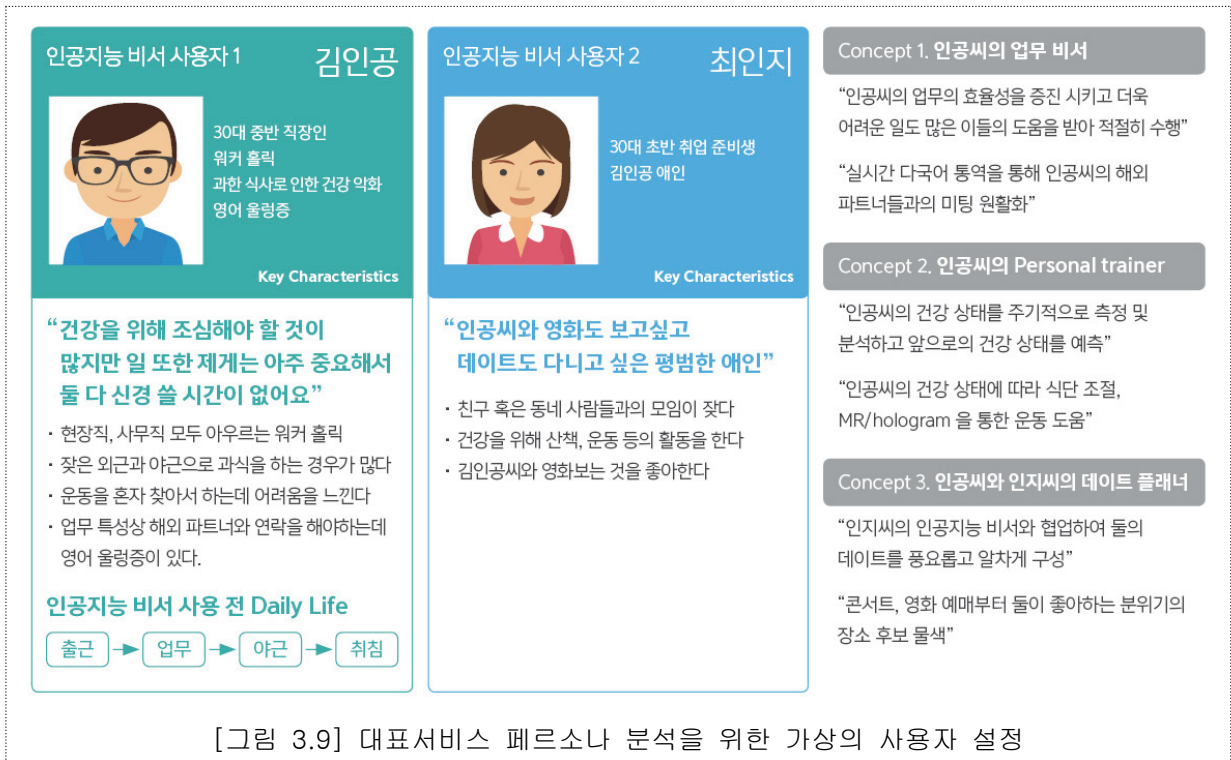 인공지능 비서 사용자 1
김인공
30대 중반 직장인
워커 홀릭
과한 식사로 인한 건강 악화
영어 울렁증
Key Characteristics
“건강을 위해 조심해야 할 것이
많지만 일 또한 제게는 아주 중요해서
둘 다 신경 쓸 시간이 없어요”
· 현장직, 사무직 모두 아우르는 워커 홀릭
· 잦은 외근과 야근으로 과식을 하는 경우가 많다
· 운동을 혼자 찾아서 하는데 어려움을 느낀다
· 업무 특성상 해외 파트너와 연락을 해야하는데
영어 울렁증이 있다.
인공지능 비서 사용 전 Daily Life
출근
업무
야근
취침
인공지능 비서 사용자 2
최인지
30대 초반 취업 준비생
김인공 애인
Key Characteristics
“인공씨와 영화도 보고싶고
데이트도 다니고 싶은 평범한 애인”
· 친구 혹은 동네 사람들과의 모임이 잦다
· 건강을 위해 산책, 운동 등의 활동을 한다
· 김인공씨와 영화보는 것을 좋아한다
Concept 1. 인공씨의 업무 비서
“인공씨의 업무의 효율성을 증진 시키고 더욱
어려운 일도 많은 이들의 도움을 받아 적절히 수행”
“실시간 다국어 통역을 통해 인공씨의 해외
파트너들과의 미팅 원활화”
Concept 2. 인공씨의 Personal trainer
“인공씨의 건강 상태를 주기적으로 측정 및
분석하고 앞으로의 건강 상태를 예측”
“인공씨의 건강 상태에 따라 식단 조절,
MR/hologram 을 통한 운동 도움”
Concept 3. 인공씨와 인지씨의 데이트 플래너
“인지씨의 인공지능 비서와 협업하여 둘의
데이트를 풍요롭고 알차게 구성”
“콘서트, 영화 예매부터 둘이 좋아하는 분위기의
장소 후보 물색”
[그림 3.9] 대표서비스 페르소나 분석을 위한 가상의 사용자 설정